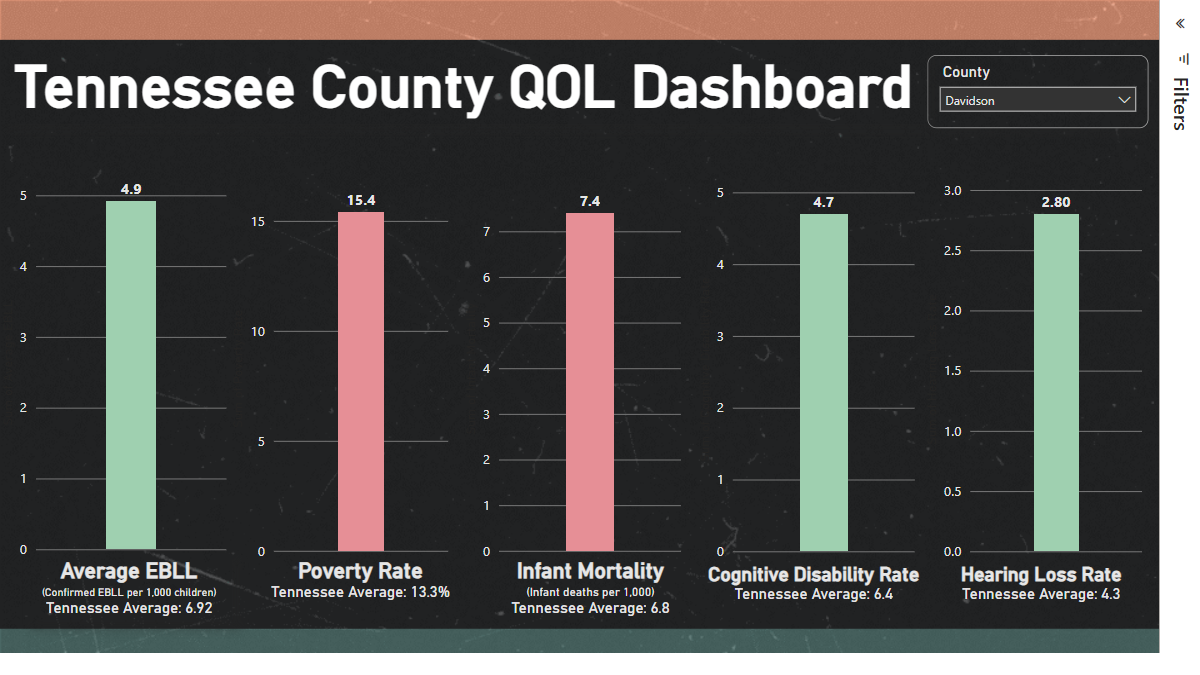 Tennessee County QOL Dashboard
County
Davidson
«
Filters
4.9
5
4
3
2
1
0
Average EBLL
(Confirmed EBLL per 1,000 children)
Tennessee Average: 6.92
15.4
15
10
5
0
Poverty Rate
Tennessee Average: 13.3%
7.4
7
6
5
4
3
2
1
0
Infant Mortality
(Infant deaths per 1,000)
Tennessee Average: 6.8
4.7
5
4
3
2
1
0
Cognitive Disability Rate
Tennessee Average: 6.4
2.80
3.0
2.5
2.0
1.5
1.0
0.5
0.0
Hearing Loss Rate
Tennessee Average: 4.3